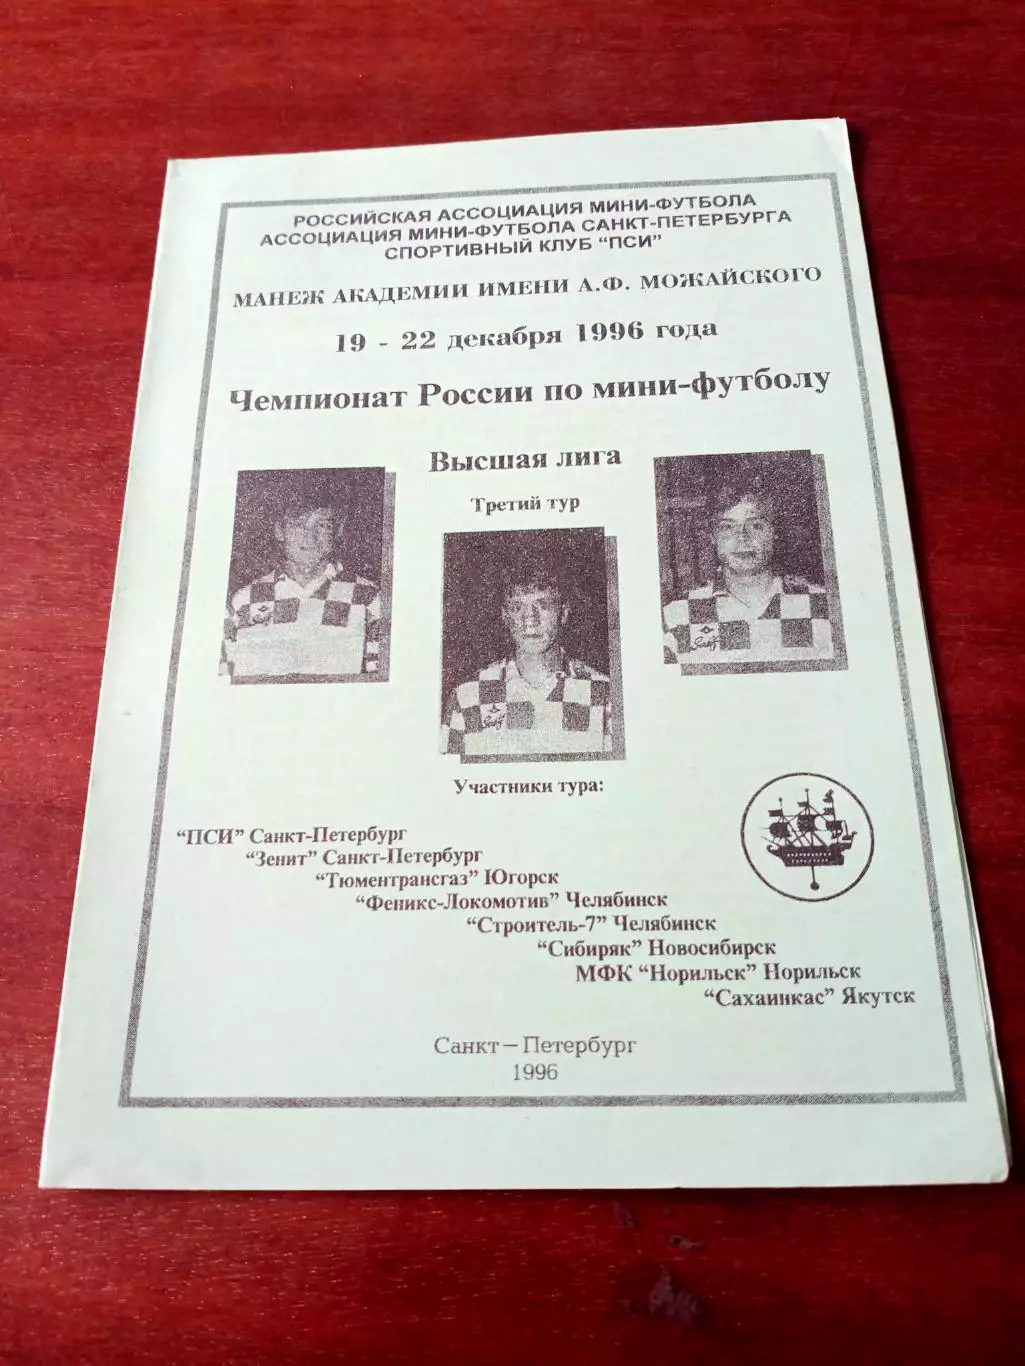 РОССИЙСКАЯ АССОЦИАЦИЯ МИНИ-ФУТБОЛА
АССОЦИАЦИЯ МИНИ-ФУТБОЛА САНКТ-ПЕТЕРБУРГА
СПОРТИВНЫЙ КЛУБ "ПСИ"
МАНЕЖ АКАДЕМИИ ИМЕНИ А.Ф. МОЖАЙСКОГО
19 - 22 декабря 1996 года
Чемпионат России по мини-футболу
Высшая лига
Третий тур
Участники тура:
"ПСИ" Санкт-Петербург
"Зенит" Санкт-Петербург
"Тюментрансгаз" Югорск
"Феникс-Локомотив" Челябинск
"Строитель-7" Челябинск
"Сибиряк" Новосибирск
МФК "Норильск" Норильск
"Сахаинкас" Якутск
Санкт – Петербург
1996